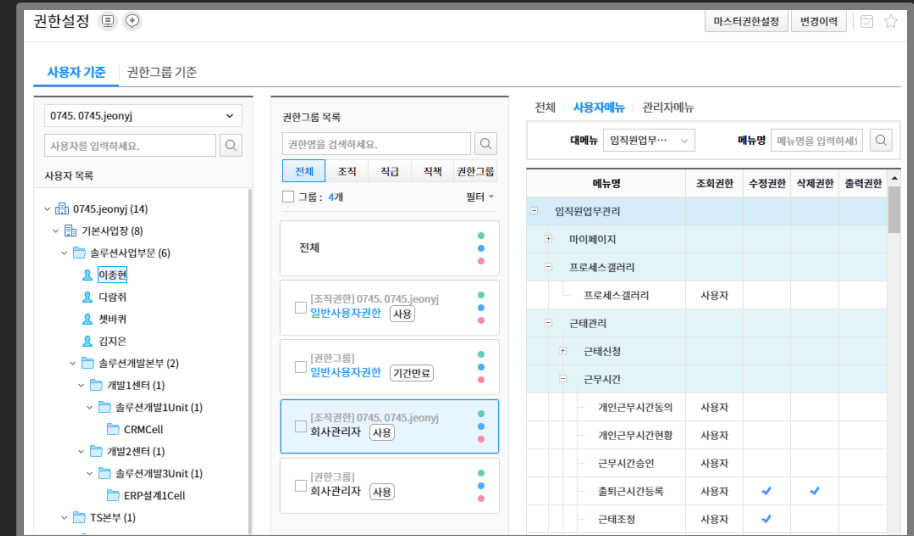 권한설정
마스터권한설정 변경이력
사용자 기준 권한그룹 기준
0745. 0745.jeonyj
사용자를 입력하세요.
사용자 목록
0745.jeonyj (14)
기본사업장 (8)
솔루션사업부문 (6)
이종현
다람쥐
쳇바퀴
김지은
솔루션개발본부 (2)
개발1센터 (1)
솔루션개발1Unit (1)
CRMCell
개발2센터 (1)
솔루션개발3Unit (1)
ERP설계1Cell
TS본부 (1)
권한그룹 목록
권한명을 검색하세요.
전체 조직 직급 직책 권한그룹
그룹 : 4개 필터
전체
[조직권한] 0745. 0745.jeonyj
일반사용자권한 사용
[권한그룹]
일반사용자권한 기간만료
[조직권한] 0745. 0745.jeonyj
회사관리자 사용
[권한그룹]
회사관리자 사용
전체 사용자메뉴 관리자메뉴
대메뉴 임직원업무··· 메뉴명 메뉴명을 입력하세요
메뉴명 조회권한 수정권한 삭제권한 출력권한
임직원업무관리
마이페이지
프로세스갤러리
프로세스갤러리 사용자
근태관리
근태신청
근무시간
개인근무시간동의 사용자
개인근무시간현황 사용자
근무시간승인 사용자
출퇴근시간등록 사용자
근태조정 사용자